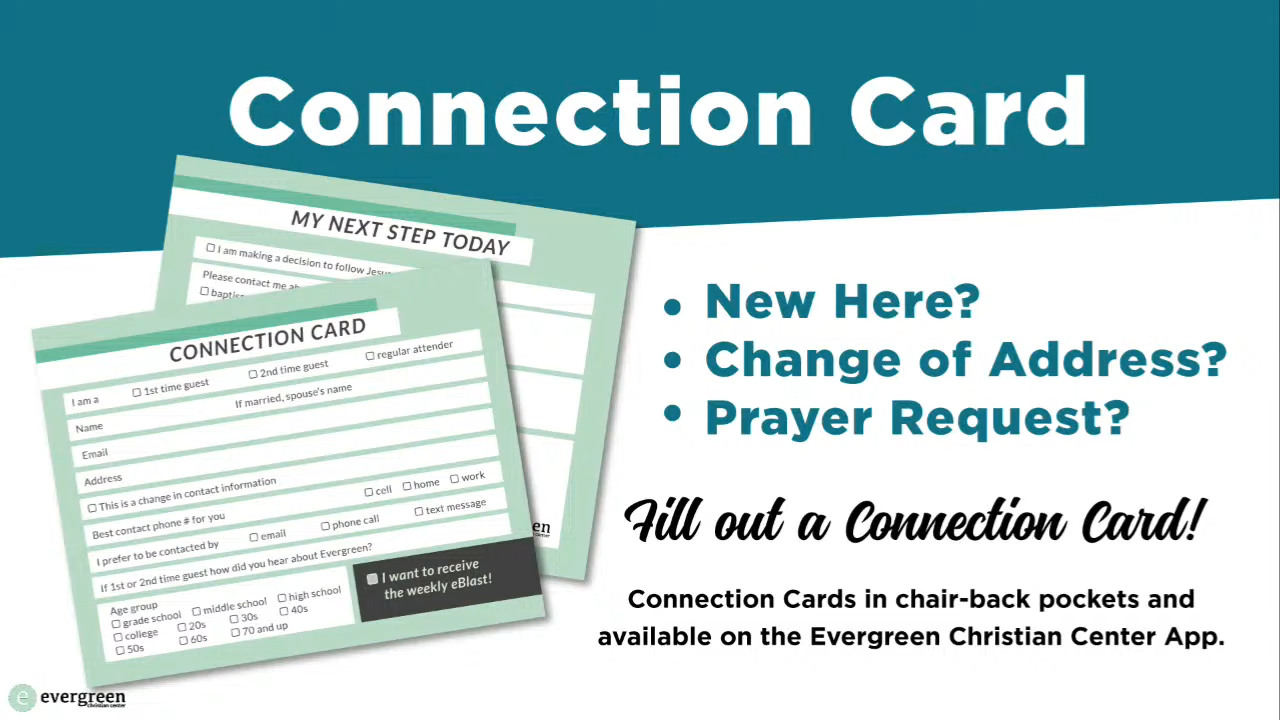 Connection Card
MY NEXT STEP TODAY
☐ I am making a decision to follow Jesu
Please contact me ab
☐ baptis
CONNECTION CARD
I am a ☐ 1st time guest ☐ 2nd time guest ☐ regular attender
Name If married, spouse's name
Email
Address
☐ This is a change in contact information
Best contact phone # for you ☐ cell ☐ home ☐ work
I prefer to be contacted by ☐ email ☐ phone call ☐ text message
If 1st or 2nd time guest how did you hear about Evergreen?
Age group
☐ grade school ☐ middle school ☐ high school
☐ college ☐ 20s ☐ 30s ☐ 40s
☐ 50s ☐ 60s ☐ 70 and up
☐ I want to receive
the weekly eBlast!
en
center
• New Here?
• Change of Address?
• Prayer Request?
Fill out a Connection Card!
Connection Cards in chair-back pockets and
available on the Evergreen Christian Center App.
e evergreen
christian center